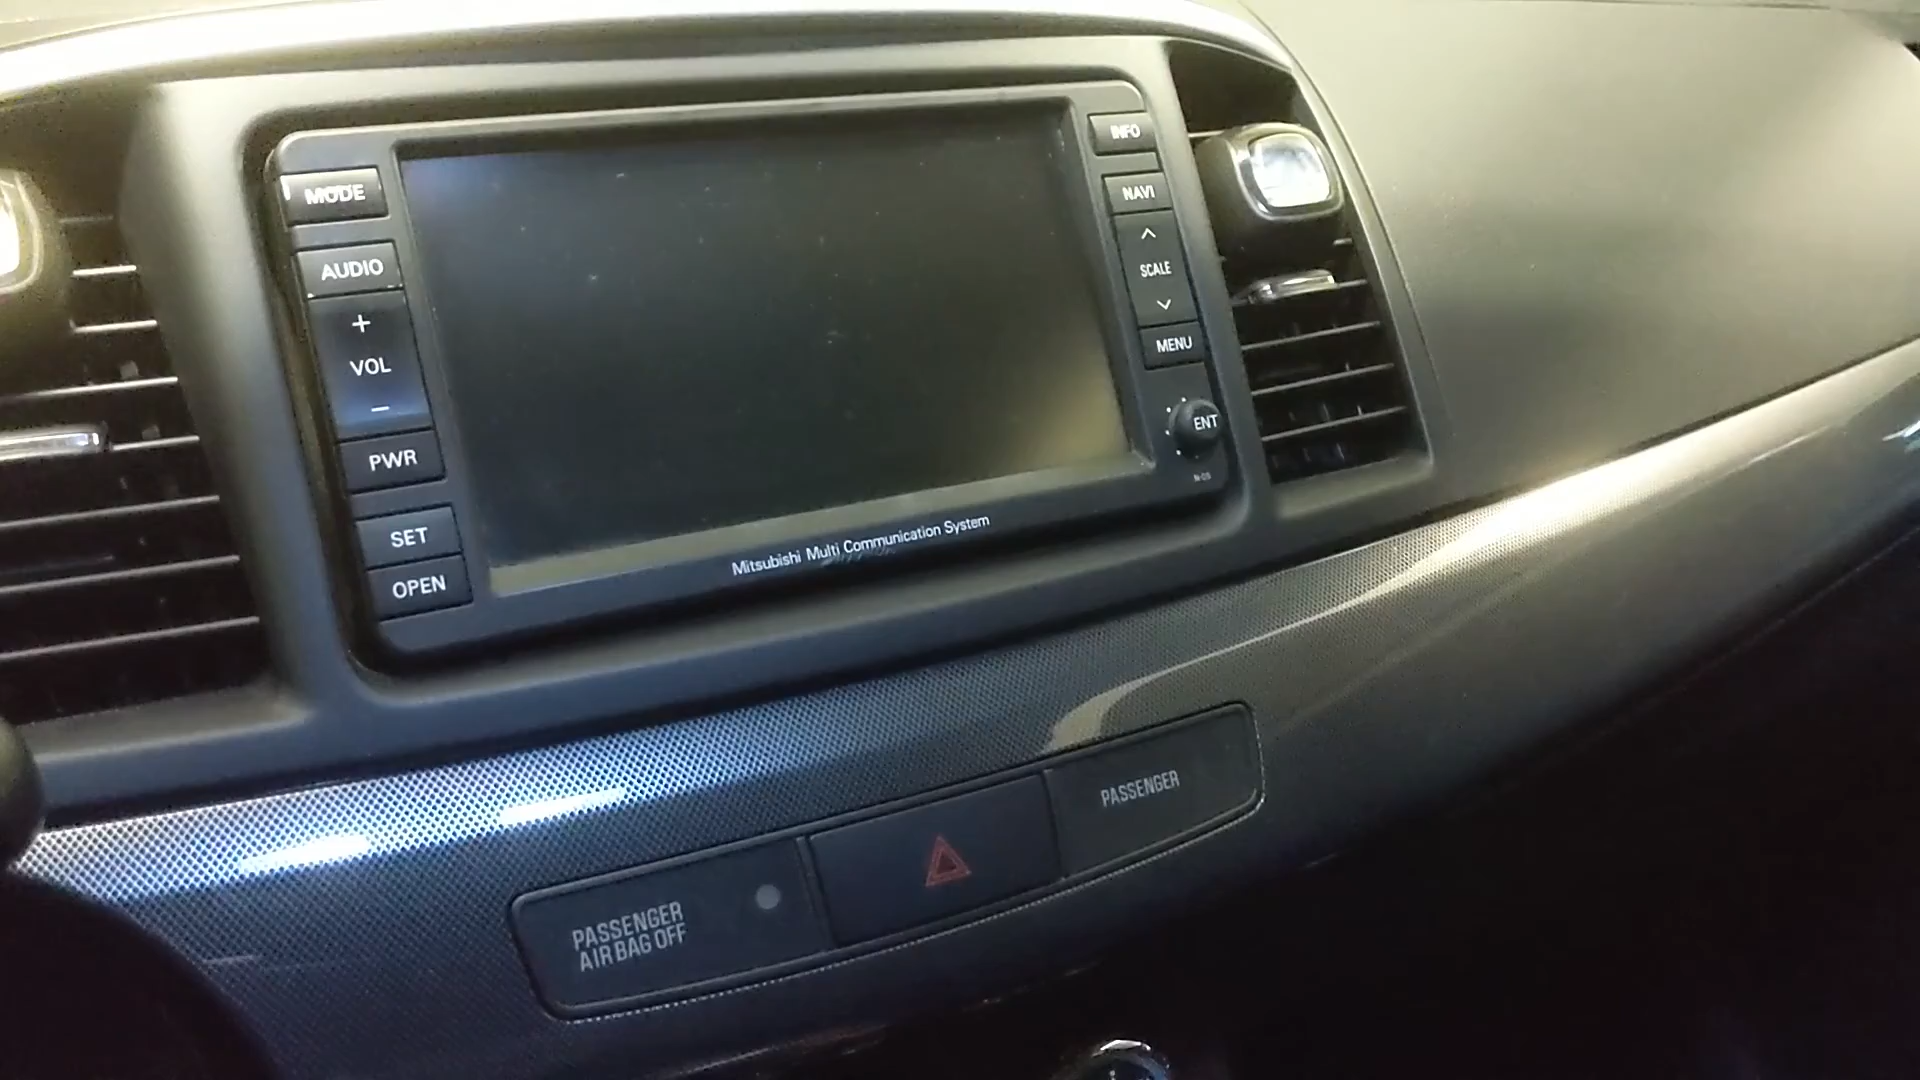 MODE
AUDIO
+
VOL
–
PWR
SET
OPEN
INFO
NAVI
SCALE
MENU
ENT
Mitsubishi Multi Communication System
PASSENGER
AIR BAG OFF
PASSENGER